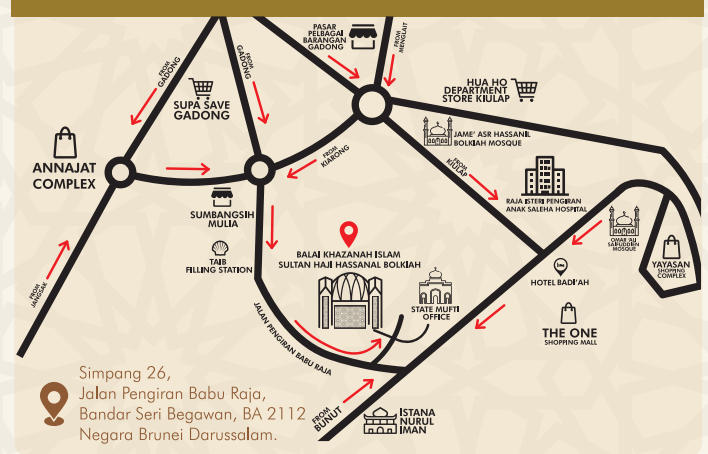 PASAR
PELBAGAI
BARANGAN
GADONG
FROM
MENGLAIT
FROM
GADONG
FROM
GADONG
SUPA SAVE
GADONG
HUA HO
DEPARTMENT
STORE KIULAP
JAME' ASR HASSANIL
BOLKIAH MOSQUE
ANNAJAT
COMPLEX
FROM
KIARONG
FROM
KIULAP
RAJA ISTERI PENGIRAN
ANAK SALEHA HOSPITAL
SUMBANGSIH
MULIA
OMAR 'ALI
SAIFUDDIEN
MOSQUE
TAIB
FILLING STATION
BALAI KHAZANAH ISLAM
SULTAN HAJI HASSANAL BOLKIAH
YAYASAN
SHOPPING
COMPLEX
HOTEL BADI'AH
FROM
JANGSAK
STATE MUFTI
OFFICE
THE ONE
SHOPPING MALL
JALAN PENGIRAN BABU RAJA
Simpang 26,
Jalan Pengiran Babu Raja,
Bandar Seri Begawan, BA 2112
Negara Brunei Darussalam.
FROM
BUNUT
ISTANA
NURUL
IMAN